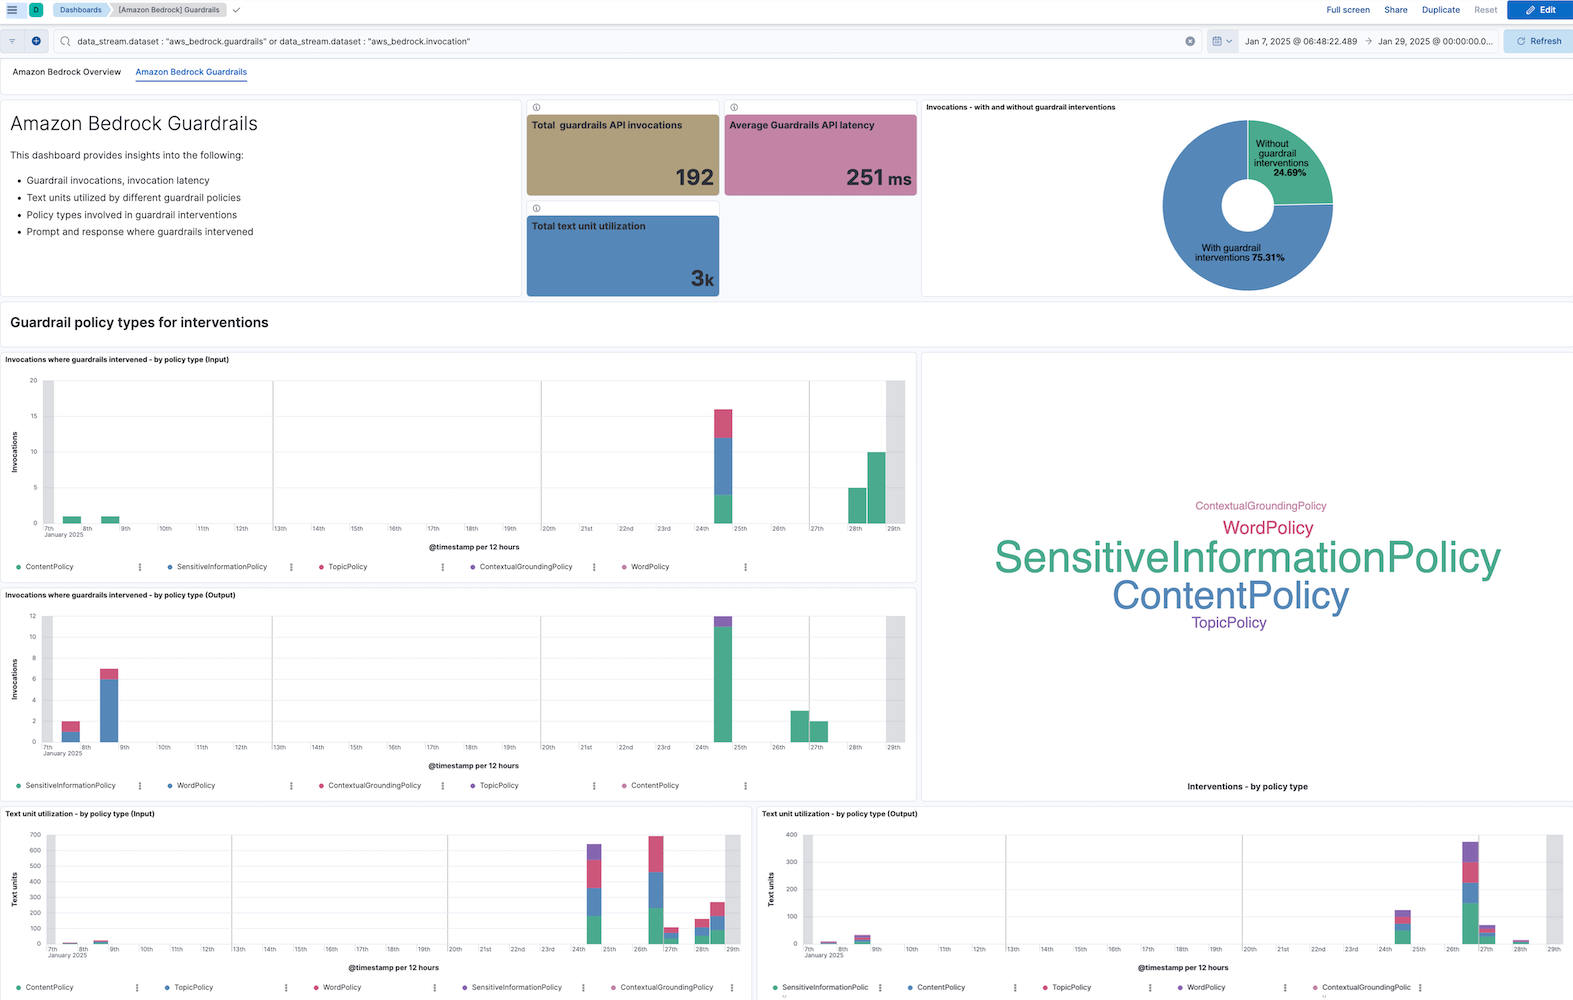 D Dashboards [Amazon Bedrock] Guardrails Full screen Share Duplicate Reset Edit
data_stream.dataset : "aws_bedrock.guardrails" or data_stream.dataset : "aws_bedrock.invocation" Jan 7, 2025 @ 06:48:22.489 → Jan 29, 2025 @ 00:00:00.0... Refresh
Amazon Bedrock Overview Amazon Bedrock Guardrails
Amazon Bedrock Guardrails
This dashboard provides insights into the following:
• Guardrail invocations, invocation latency
• Text units utilized by different guardrail policies
• Policy types involved in guardrail interventions
• Prompt and response where guardrails intervened
Total guardrails API invocations
192
Average Guardrails API latency
251 ms
Total text unit utilization
3k
Invocations - with and without guardrail interventions
Without
guardrail
interventions
24.69%
With guardrail
interventions 75.31%
Guardrail policy types for interventions
Invocations where guardrails intervened - by policy type (Input)
Invocations
20
15
10
5
0
7th 8th 9th 10th 11th 12th 13th 14th 15th 16th 17th 18th 19th 20th 21st 22nd 23rd 24th 25th 26th 27th 28th 29th
January 2025
@timestamp per 12 hours
ContentPolicy SensitiveInformationPolicy TopicPolicy ContextualGroundingPolicy WordPolicy
ContextualGroundingPolicy
WordPolicy
SensitiveInformationPolicy
ContentPolicy
TopicPolicy
Interventions - by policy type
Invocations where guardrails intervened - by policy type (Output)
Invocations
12
10
8
6
4
2
0
7th 8th 9th 10th 11th 12th 13th 14th 15th 16th 17th 18th 19th 20th 21st 22nd 23rd 24th 25th 26th 27th 28th 29th
January 2025
@timestamp per 12 hours
SensitiveInformationPolicy WordPolicy ContextualGroundingPolicy TopicPolicy ContentPolicy
Text unit utilization - by policy type (Input)
Text units
700
600
500
400
300
200
100
0
7th 8th 9th 10th 11th 12th 13th 14th 15th 16th 17th 18th 19th 20th 21st 22nd 23rd 24th 25th 26th 27th 28th 29th
January 2025
@timestamp per 12 hours
ContentPolicy TopicPolicy WordPolicy SensitiveInformationPolicy ContextualGroundingPolicy
Text unit utilization - by policy type (Output)
Text units
400
300
200
100
0
7th 8th 9th 10th 11th 12th 13th 14th 15th 16th 17th 18th 19th 20th 21st 22nd 23rd 24th 25th 26th 27th 28th 29th
January 2025
@timestamp per 12 hours
SensitiveInformationPolic ContentPolicy TopicPolicy WordPolicy ContextualGroundingPolic